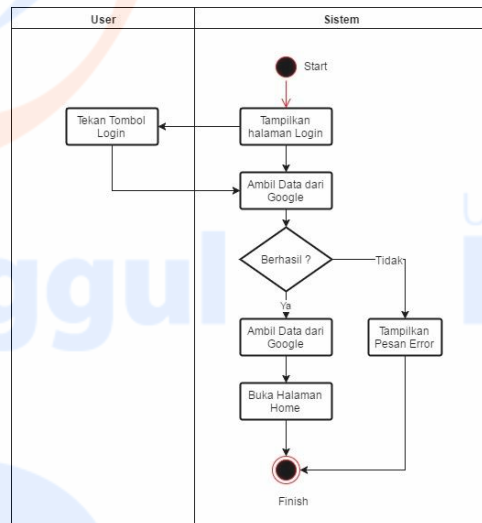 User
Sistem
Start
Tekan Tombol
Login
Tampilkan
halaman Login
Ambil Data dari
Google
Berhasil ?
Tidak
Ya
Ambil Data dari
Google
Tampilkan
Pesan Error
Buka Halaman
Home
Finish
ggul
U